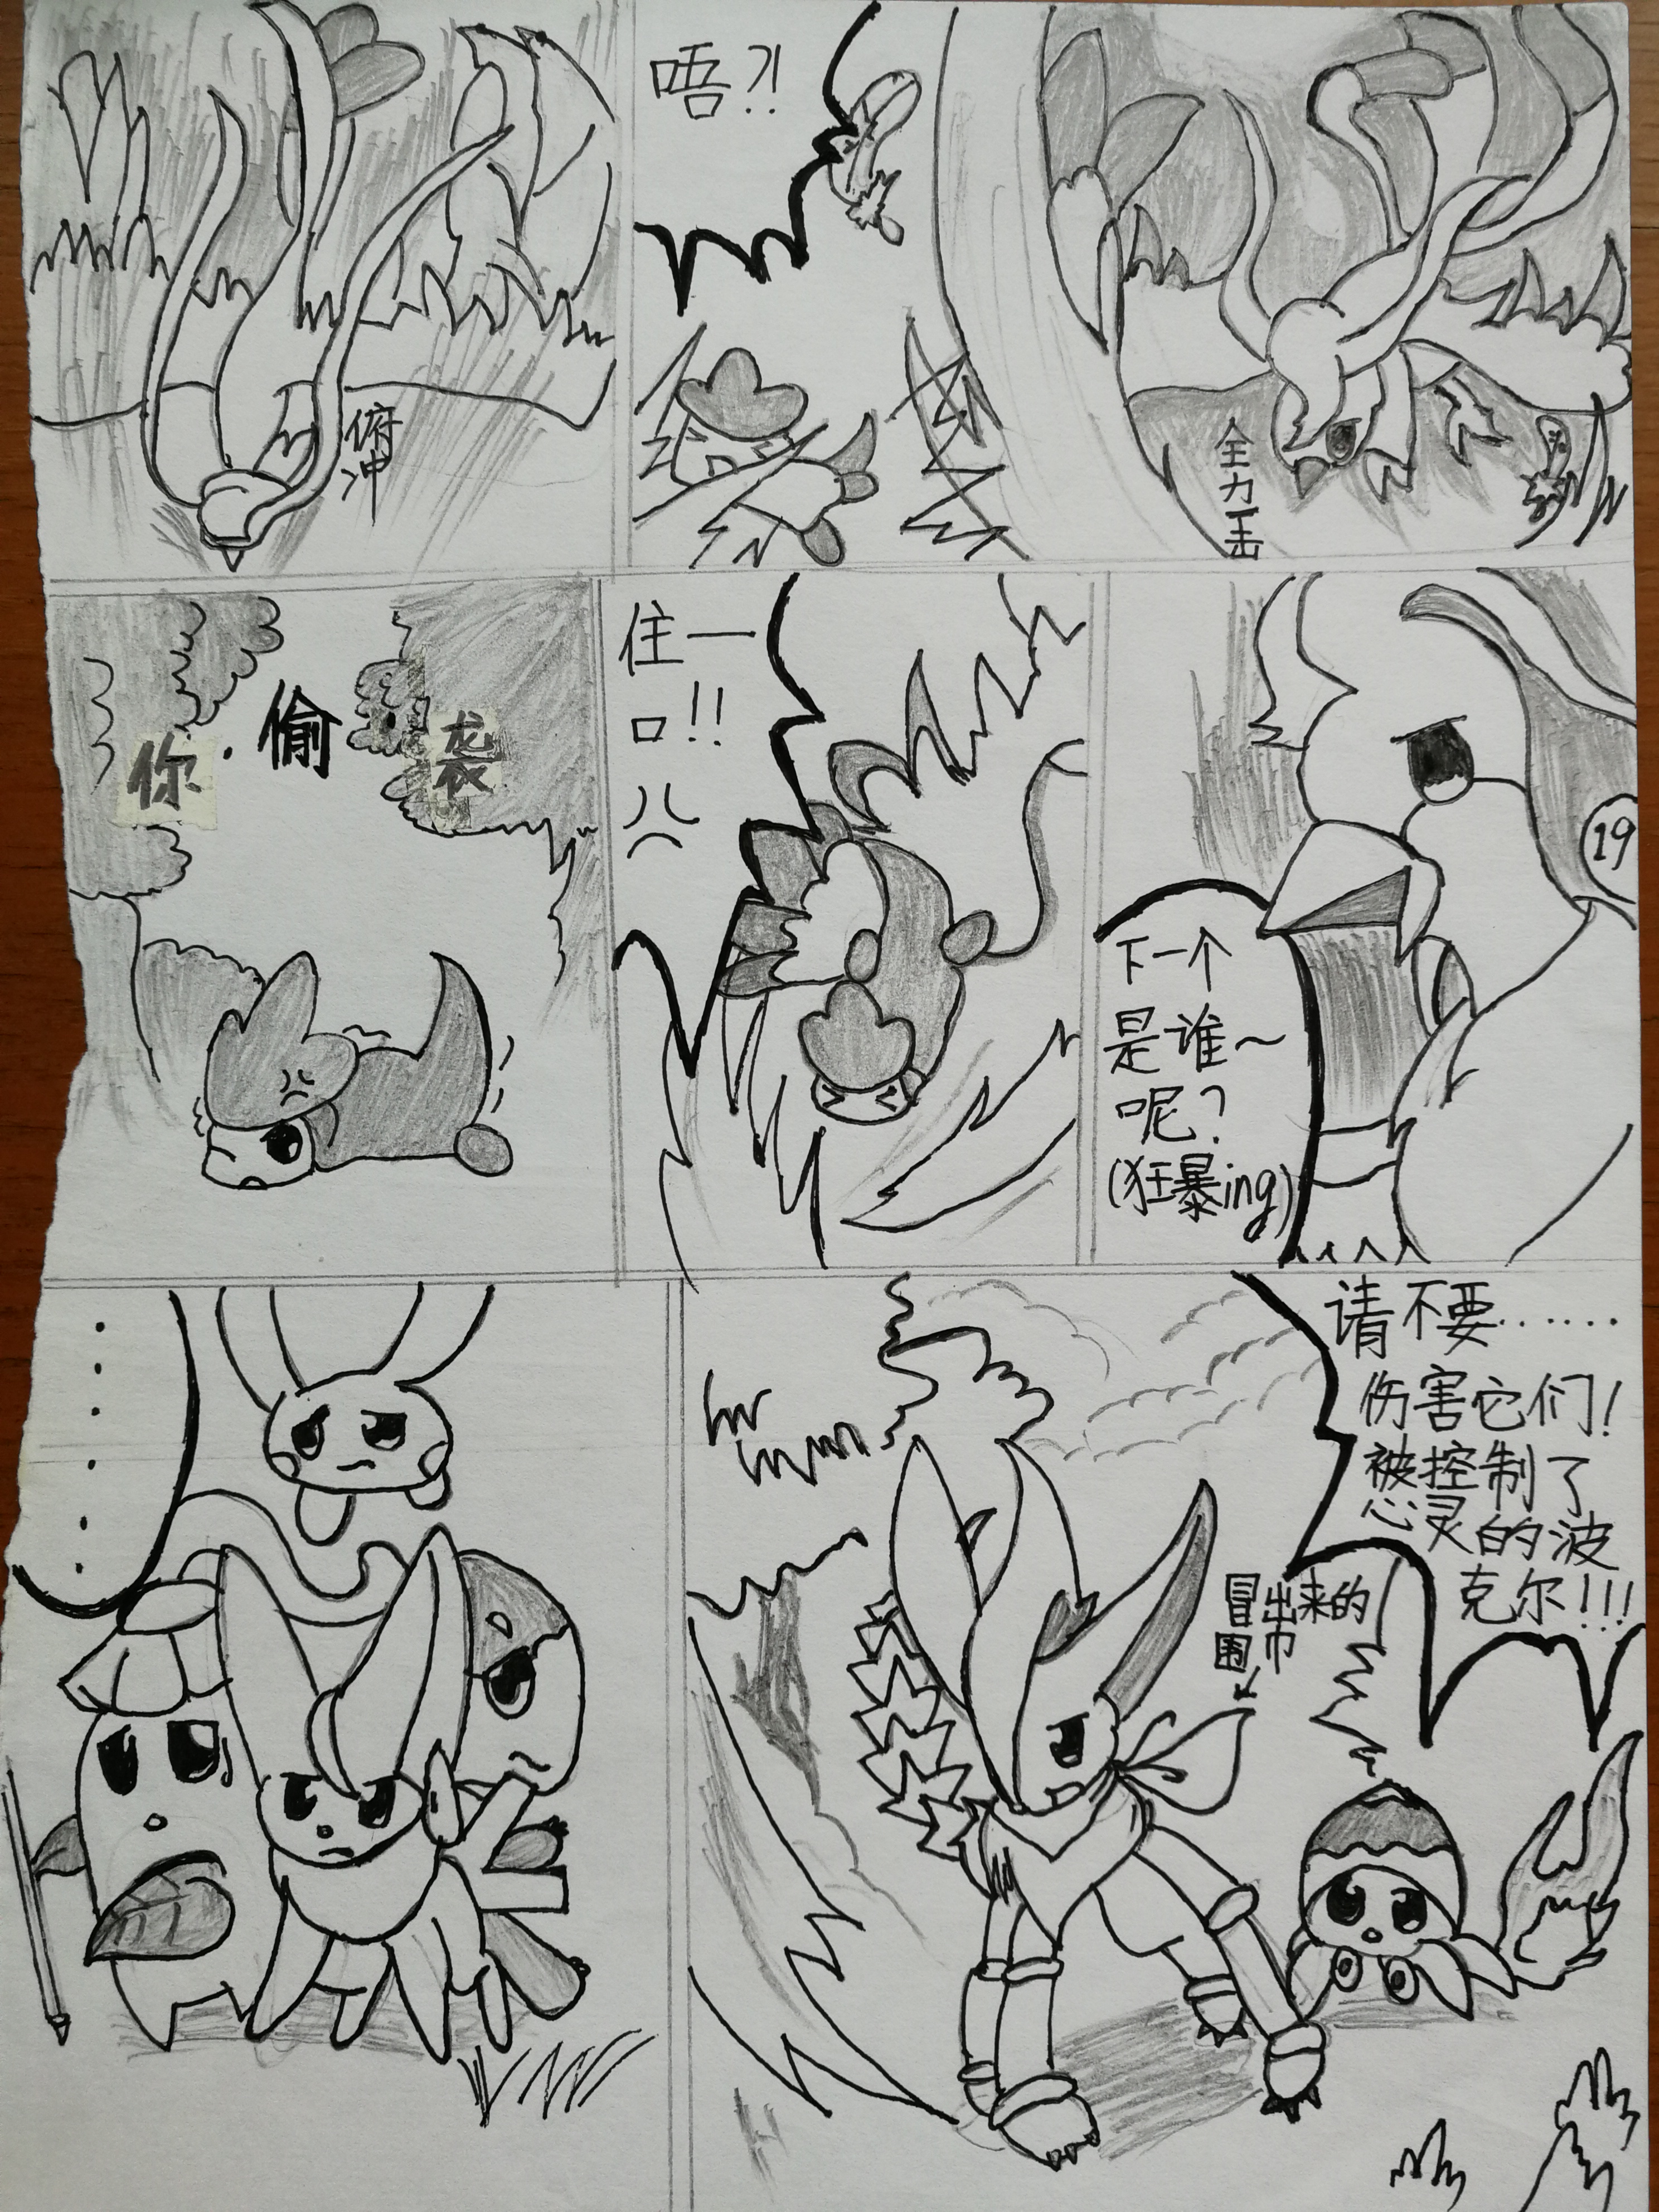 俯冲
唔?!
全力一击
你·偷袭
住一
口!!
19
下一个
是谁~
呢?
(狂暴ing)
······
请不要······
伤害它们!
被控制了
心灵的波
克尔!!!
冒出来的
围巾